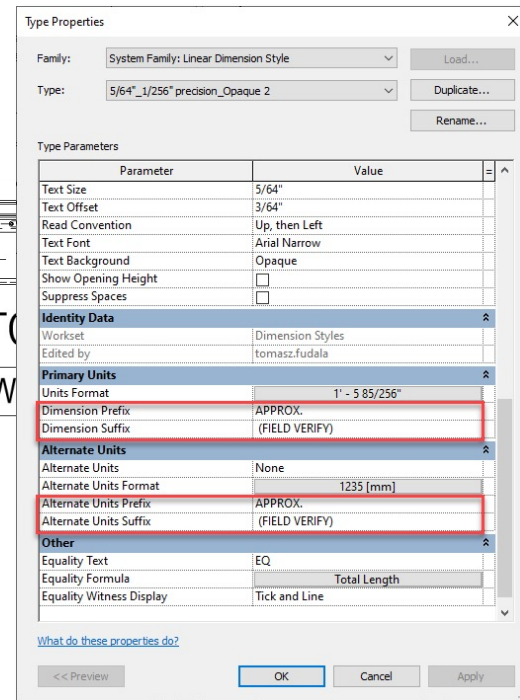 Type Properties
Family: System Family: Linear Dimension Style Load...
Type: 5/64"_1/256" precision_Opaque 2 Duplicate...
Rename...
Type Parameters
Parameter Value =
Text Size 5/64"
Text Offset 3/64"
Read Convention Up, then Left
Text Font Arial Narrow
Text Background Opaque
Show Opening Height
Suppress Spaces
Identity Data
Workset Dimension Styles
Edited by tomasz.fudala
Primary Units
Units Format 1' - 5 85/256"
Dimension Prefix APPROX.
Dimension Suffix (FIELD VERIFY)
Alternate Units
Alternate Units None
Alternate Units Format 1235 [mm]
Alternate Units Prefix APPROX.
Alternate Units Suffix (FIELD VERIFY)
Other
Equality Text EQ
Equality Formula Total Length
Equality Witness Display Tick and Line
What do these properties do?
<< Preview OK Cancel Apply